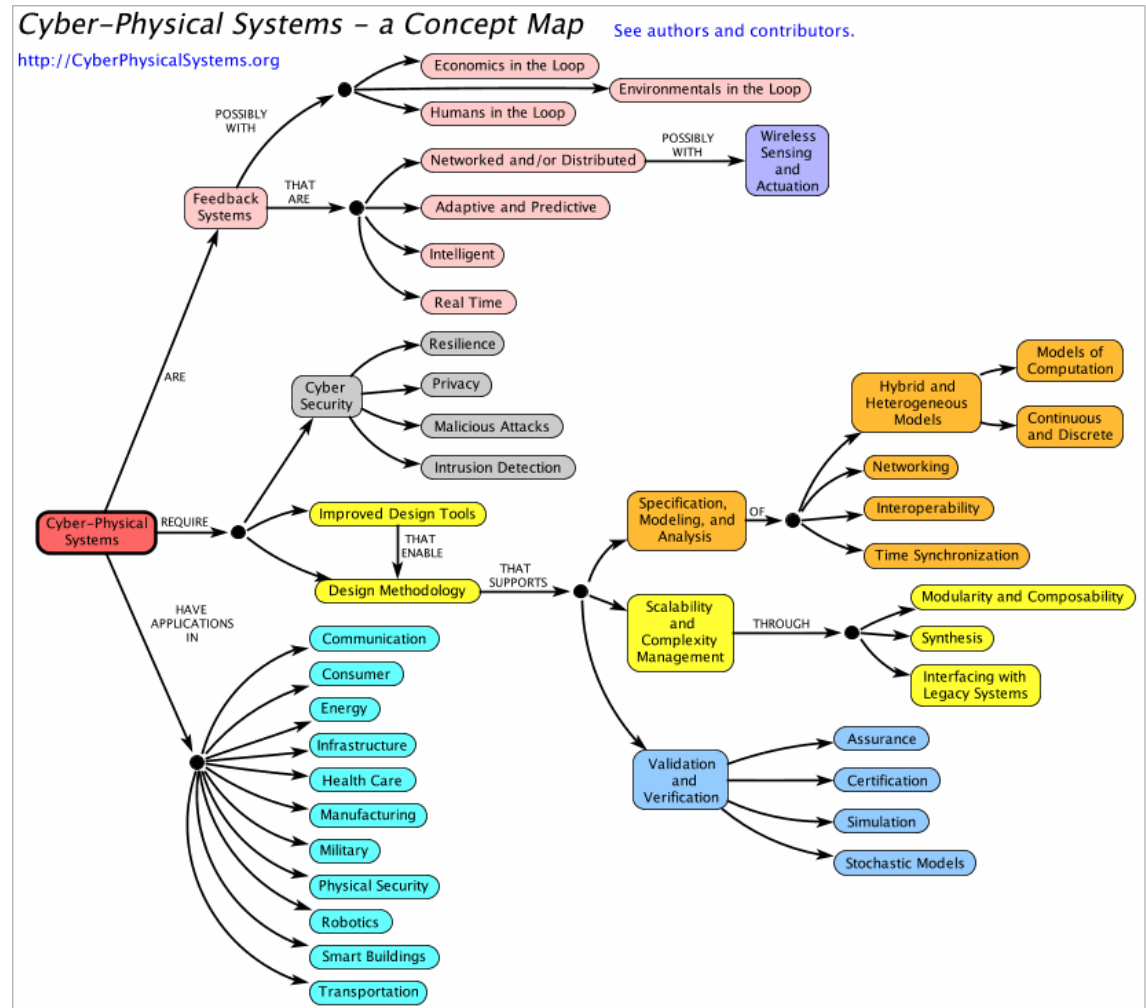 Cyber-Physical Systems – a Concept Map
See authors and contributors.
http://CyberPhysicalSystems.org
Economics in the Loop
Environmentals in the Loop
Humans in the Loop
POSSIBLY
WITH
Networked and/or Distributed
POSSIBLY
WITH
Wireless
Sensing
and
Actuation
Feedback
Systems
THAT
ARE
Adaptive and Predictive
Intelligent
Real Time
ARE
Cyber
Security
Resilience
Privacy
Malicious Attacks
Intrusion Detection
Cyber-Physical
Systems
REQUIRE
Improved Design Tools
THAT
ENABLE
Design Methodology
THAT
SUPPORTS
Specification,
Modeling, and
Analysis
OF
Hybrid and
Heterogeneous
Models
Models of
Computation
Continuous
and Discrete
Networking
Interoperability
Time Synchronization
Scalability
and
Complexity
Management
THROUGH
Modularity and Composability
Synthesis
Interfacing with
Legacy Systems
Validation
and
Verification
Assurance
Certification
Simulation
Stochastic Models
HAVE
APPLICATIONS
IN
Communication
Consumer
Energy
Infrastructure
Health Care
Manufacturing
Military
Physical Security
Robotics
Smart Buildings
Transportation